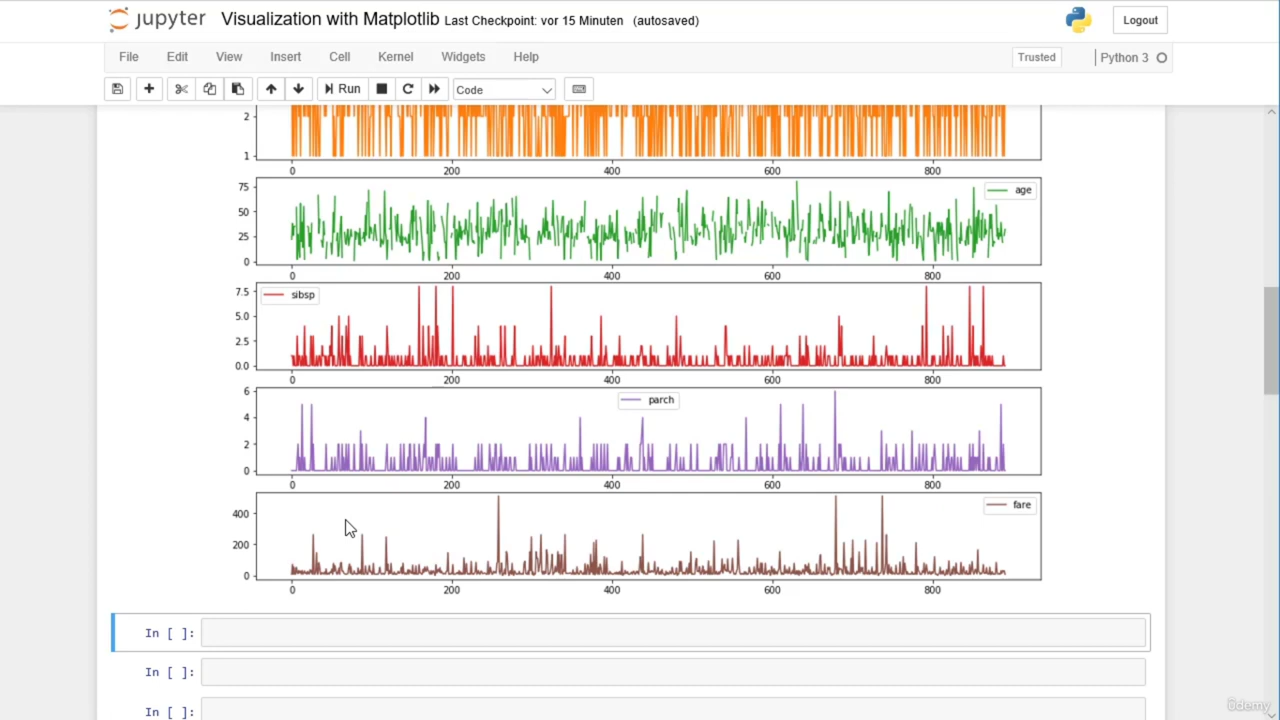 jupyter Visualization with Matplotlib Last Checkpoint: vor 15 Minuten (autosaved) Logout
File Edit View Insert Cell Kernel Widgets Help Trusted Python 3
Run Code
2
1
0 200 400 600 800
75
50
25
0
age
0 200 400 600 800
7.5
5.0
2.5
0.0
sibsp
0 200 400 600 800
6
4
2
0
parch
0 200 400 600 800
400
200
0
fare
0 200 400 600 800
In [ ]:
In [ ]:
In [ ]:
ûdemy